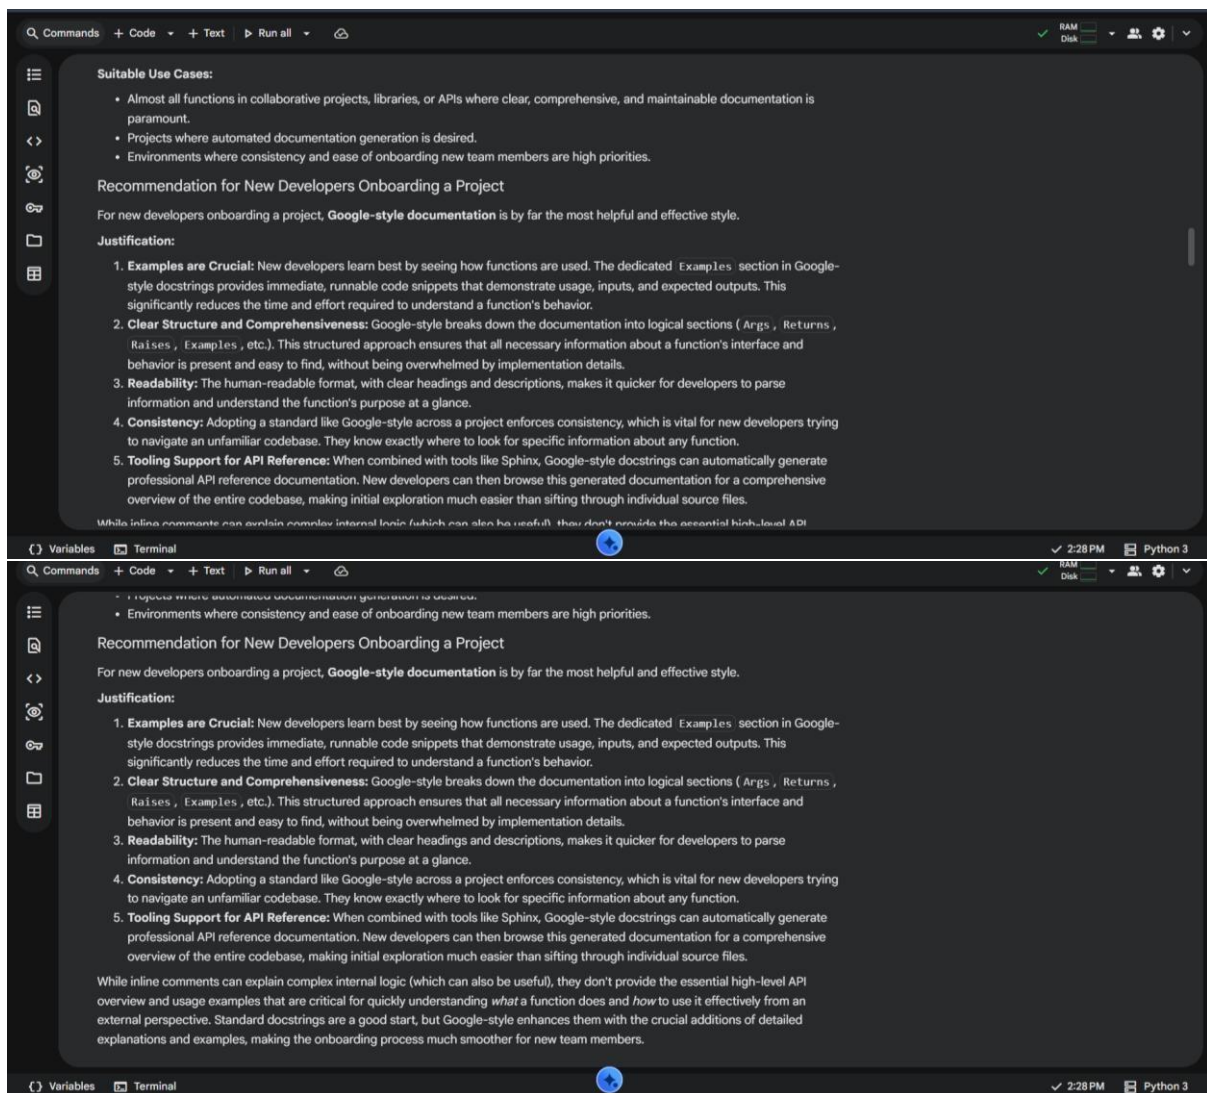 Commands + Code + Text Run all
RAM
Disk
Suitable Use Cases:
• Almost all functions in collaborative projects, libraries, or APIs where clear, comprehensive, and maintainable documentation is
paramount.
• Projects where automated documentation generation is desired.
• Environments where consistency and ease of onboarding new team members are high priorities.
Recommendation for New Developers Onboarding a Project
For new developers onboarding a project, Google-style documentation is by far the most helpful and effective style.
Justification:
1. Examples are Crucial: New developers learn best by seeing how functions are used. The dedicated Examples section in Google-
style docstrings provides immediate, runnable code snippets that demonstrate usage, inputs, and expected outputs. This
significantly reduces the time and effort required to understand a function's behavior.
2. Clear Structure and Comprehensiveness: Google-style breaks down the documentation into logical sections ( Args , Returns ,
Raises , Examples , etc.). This structured approach ensures that all necessary information about a function's interface and
behavior is present and easy to find, without being overwhelmed by implementation details.
3. Readability: The human-readable format, with clear headings and descriptions, makes it quicker for developers to parse
information and understand the function's purpose at a glance.
4. Consistency: Adopting a standard like Google-style across a project enforces consistency, which is vital for new developers trying
to navigate an unfamiliar codebase. They know exactly where to look for specific information about any function.
5. Tooling Support for API Reference: When combined with tools like Sphinx, Google-style docstrings can automatically generate
professional API reference documentation. New developers can then browse this generated documentation for a comprehensive
overview of the entire codebase, making initial exploration much easier than sifting through individual source files.
While inline comments can explain complex internal logic (which can also be useful), they don't provide the essential high-level API
{} Variables Terminal 2:28 PM Python 3
Commands + Code + Text Run all
RAM
Disk
• Projects where automated documentation generation is desired.
• Environments where consistency and ease of onboarding new team members are high priorities.
Recommendation for New Developers Onboarding a Project
For new developers onboarding a project, Google-style documentation is by far the most helpful and effective style.
Justification:
1. Examples are Crucial: New developers learn best by seeing how functions are used. The dedicated Examples section in Google-
style docstrings provides immediate, runnable code snippets that demonstrate usage, inputs, and expected outputs. This
significantly reduces the time and effort required to understand a function's behavior.
2. Clear Structure and Comprehensiveness: Google-style breaks down the documentation into logical sections ( Args , Returns ,
Raises , Examples , etc.). This structured approach ensures that all necessary information about a function's interface and
behavior is present and easy to find, without being overwhelmed by implementation details.
3. Readability: The human-readable format, with clear headings and descriptions, makes it quicker for developers to parse
information and understand the function's purpose at a glance.
4. Consistency: Adopting a standard like Google-style across a project enforces consistency, which is vital for new developers trying
to navigate an unfamiliar codebase. They know exactly where to look for specific information about any function.
5. Tooling Support for API Reference: When combined with tools like Sphinx, Google-style docstrings can automatically generate
professional API reference documentation. New developers can then browse this generated documentation for a comprehensive
overview of the entire codebase, making initial exploration much easier than sifting through individual source files.
While inline comments can explain complex internal logic (which can also be useful), they don't provide the essential high-level API
overview and usage examples that are critical for quickly understanding what a function does and how to use it effectively from an
external perspective. Standard docstrings are a good start, but Google-style enhances them with the crucial additions of detailed
explanations and examples, making the onboarding process much smoother for new team members.
{} Variables Terminal 2:28 PM Python 3